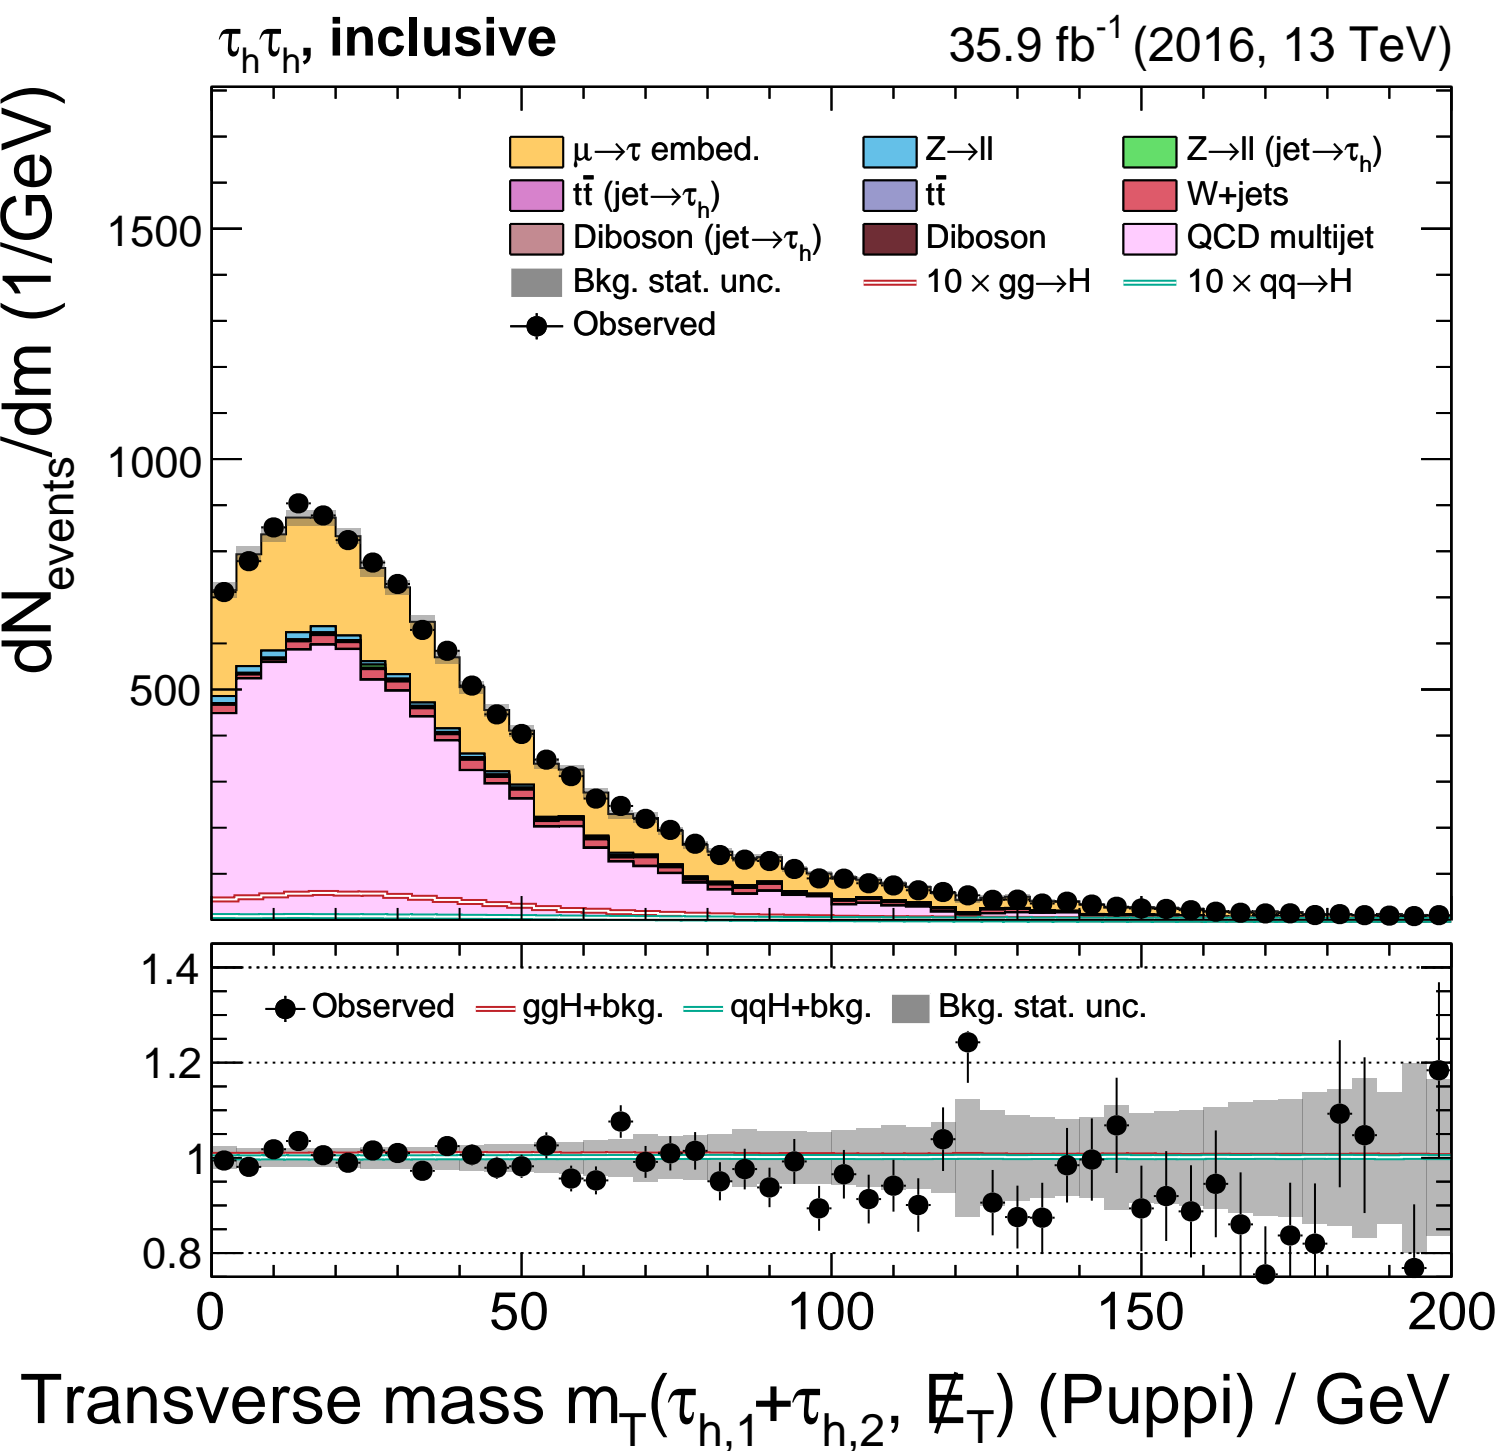 τhτh, inclusive 35.9 fb-1 (2016, 13 TeV)
dNevents/dm (1/GeV)
1500
1000
500
μ→τ embed. Z→ll Z→ll (jet→τh)
tt̄ (jet→τh) tt̄ W+jets
Diboson (jet→τh) Diboson QCD multijet
Bkg. stat. unc. 10 × gg→H 10 × qq→H
Observed
1.4
1.2
1
0.8
Observed ggH+bkg. qqH+bkg. Bkg. stat. unc.
0 50 100 150 200
Transverse mass mT(τh,1+τh,2, E̸T) (Puppi) / GeV